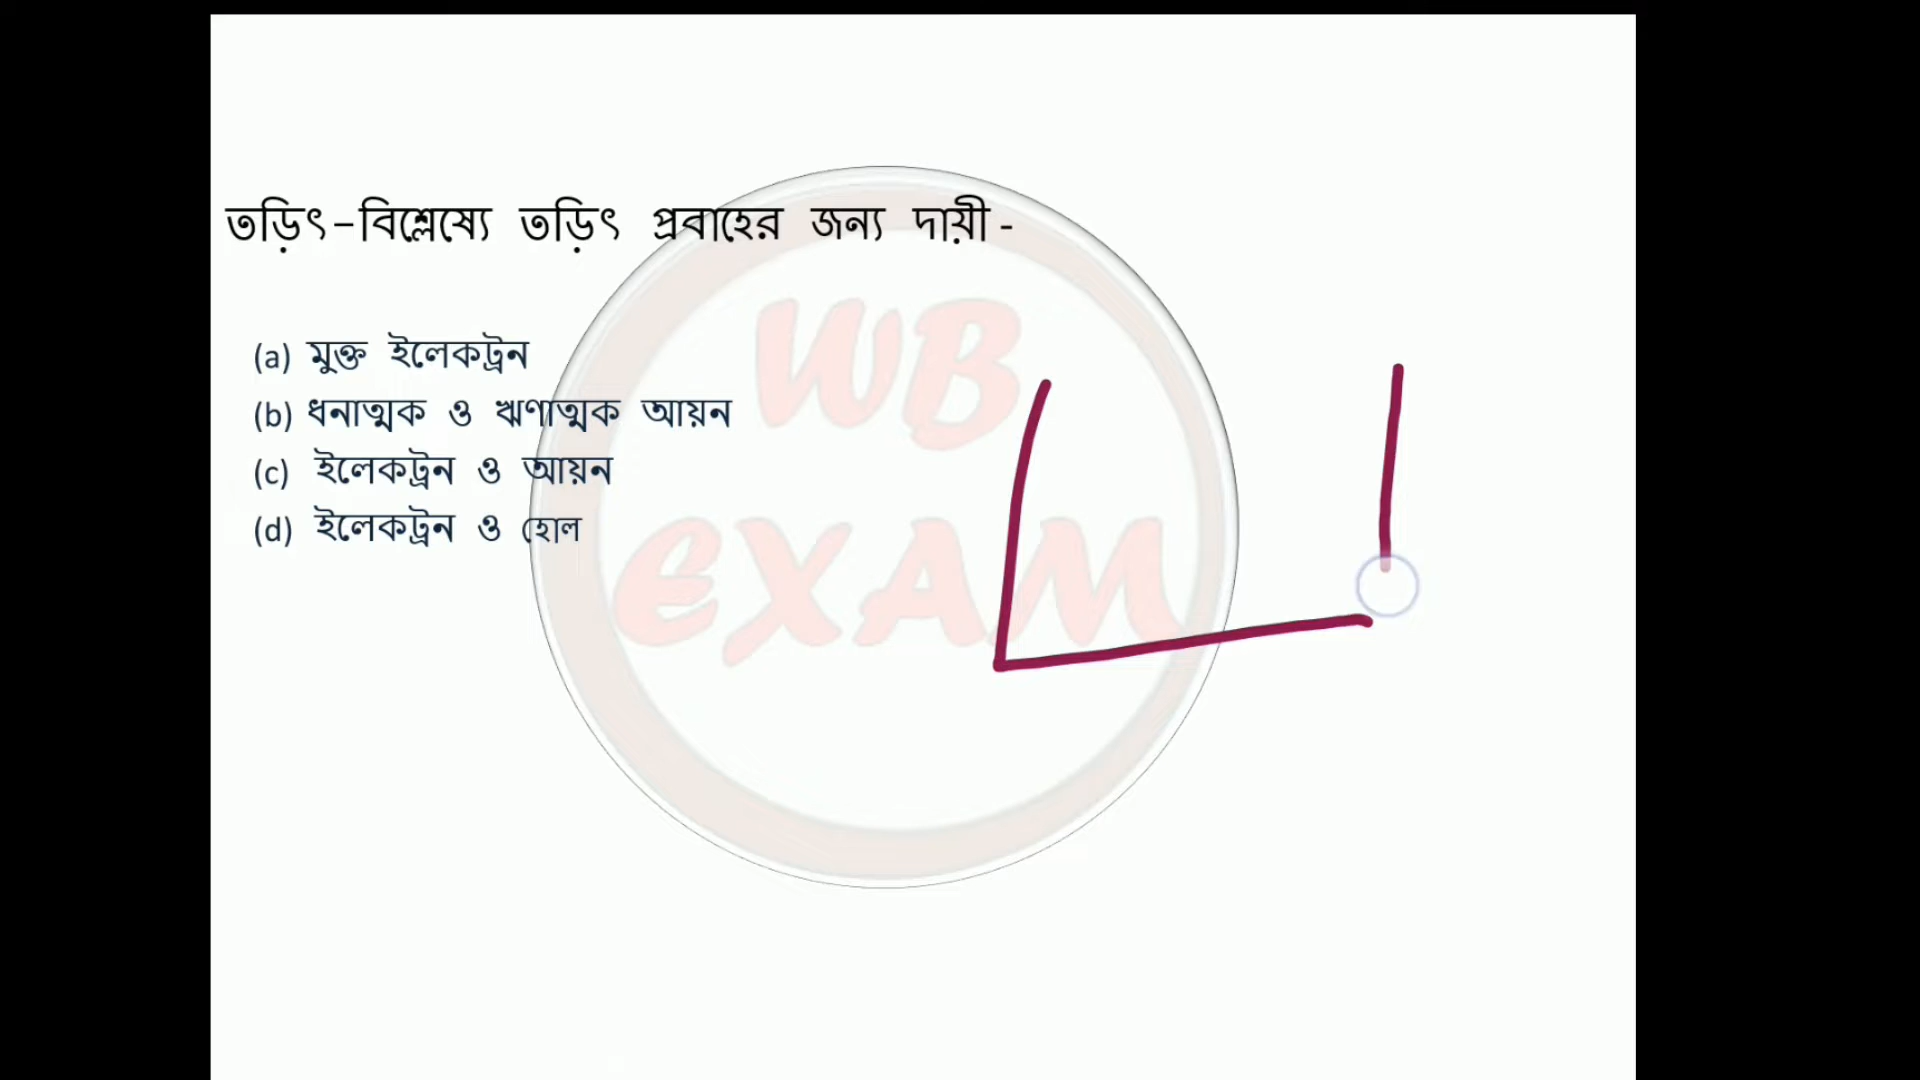 তড়িৎ-বিশ্লেষ্যে তড়িৎ প্রবাহের জন্য দায়ী -
(a) মুক্ত ইলেকট্রন
(b) ধনাত্মক ও ঋণাত্মক আয়ন
(c) ইলেকট্রন ও আয়ন
(d) ইলেকট্রন ও হোল
WB
EXAM